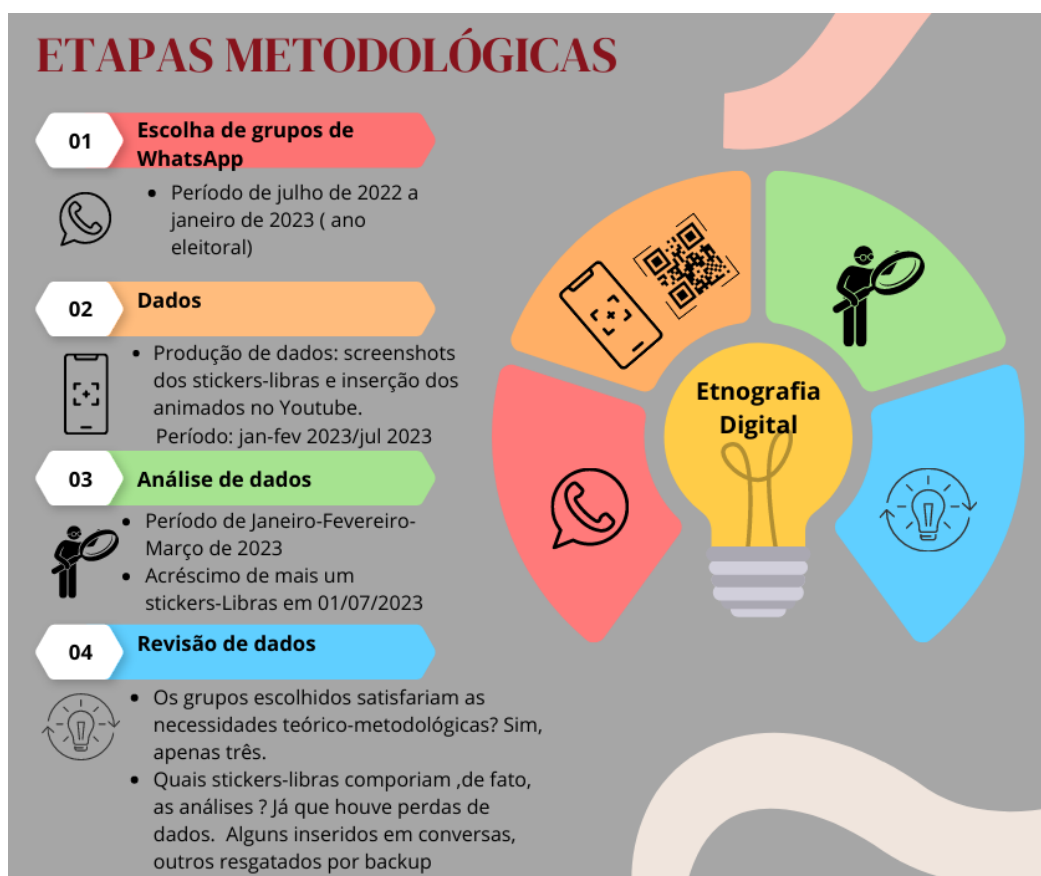 ETAPAS METODOLÓGICAS
01
Escolha de grupos de
WhatsApp
• Período de julho de 2022 a
janeiro de 2023 ( ano
eleitoral)
02
Dados
• Produção de dados: screenshots
dos stickers-libras e inserção dos
animados no Youtube.
Período: jan-fev 2023/jul 2023
03
Análise de dados
• Período de Janeiro-Fevereiro-
Março de 2023
• Acréscimo de mais um
stickers-Libras em 01/07/2023
04
Revisão de dados
• Os grupos escolhidos satisfariam as
necessidades teórico-metodológicas? Sim,
apenas três.
• Quais stickers-libras comporiam ,de fato,
as análises ? Já que houve perdas de
dados. Alguns inseridos em conversas,
outros resgatados por backup
Etnografia
Digital